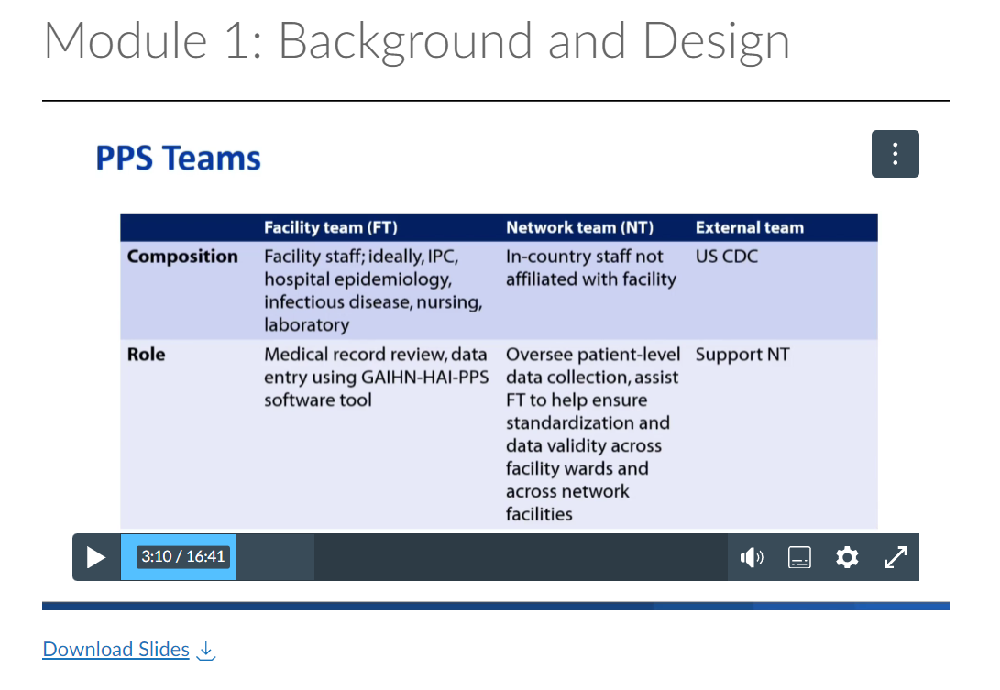 Module 1: Background and Design
PPS Teams
Facility team (FT) Network team (NT) External team
Composition Facility staff; ideally, IPC, In-country staff not US CDC
hospital epidemiology, affiliated with facility
infectious disease, nursing,
laboratory
Role Medical record review, data Oversee patient-level Support NT
entry using GAIHN-HAI-PPS data collection, assist
software tool FT to help ensure
standardization and
data validity across
facility wards and
across network
facilities
3:10 / 16:41
Download Slides